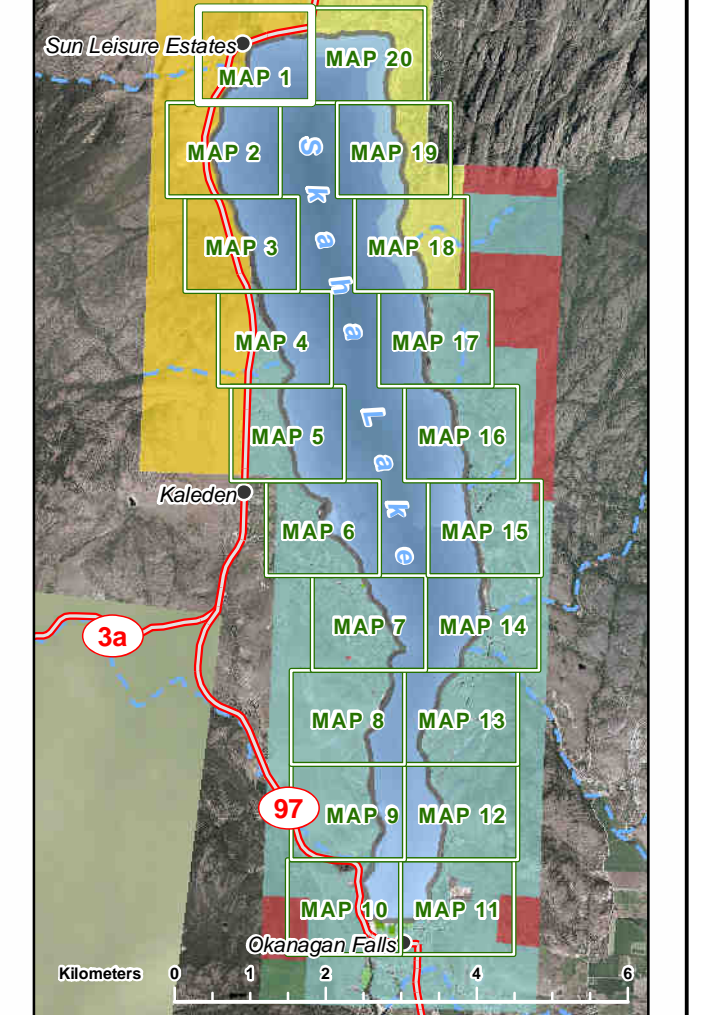 Sun Leisure Estates
MAP 1
MAP 20
MAP 2
MAP 19
MAP 3
MAP 18
MAP 4
MAP 17
MAP 5
MAP 16
Skaha Lake
Kaleden
MAP 6
MAP 15
3a
MAP 7
MAP 14
MAP 8
MAP 13
97
MAP 9
MAP 12
MAP 10
MAP 11
Okanagan Falls
Kilometers 0 1 2 4 6